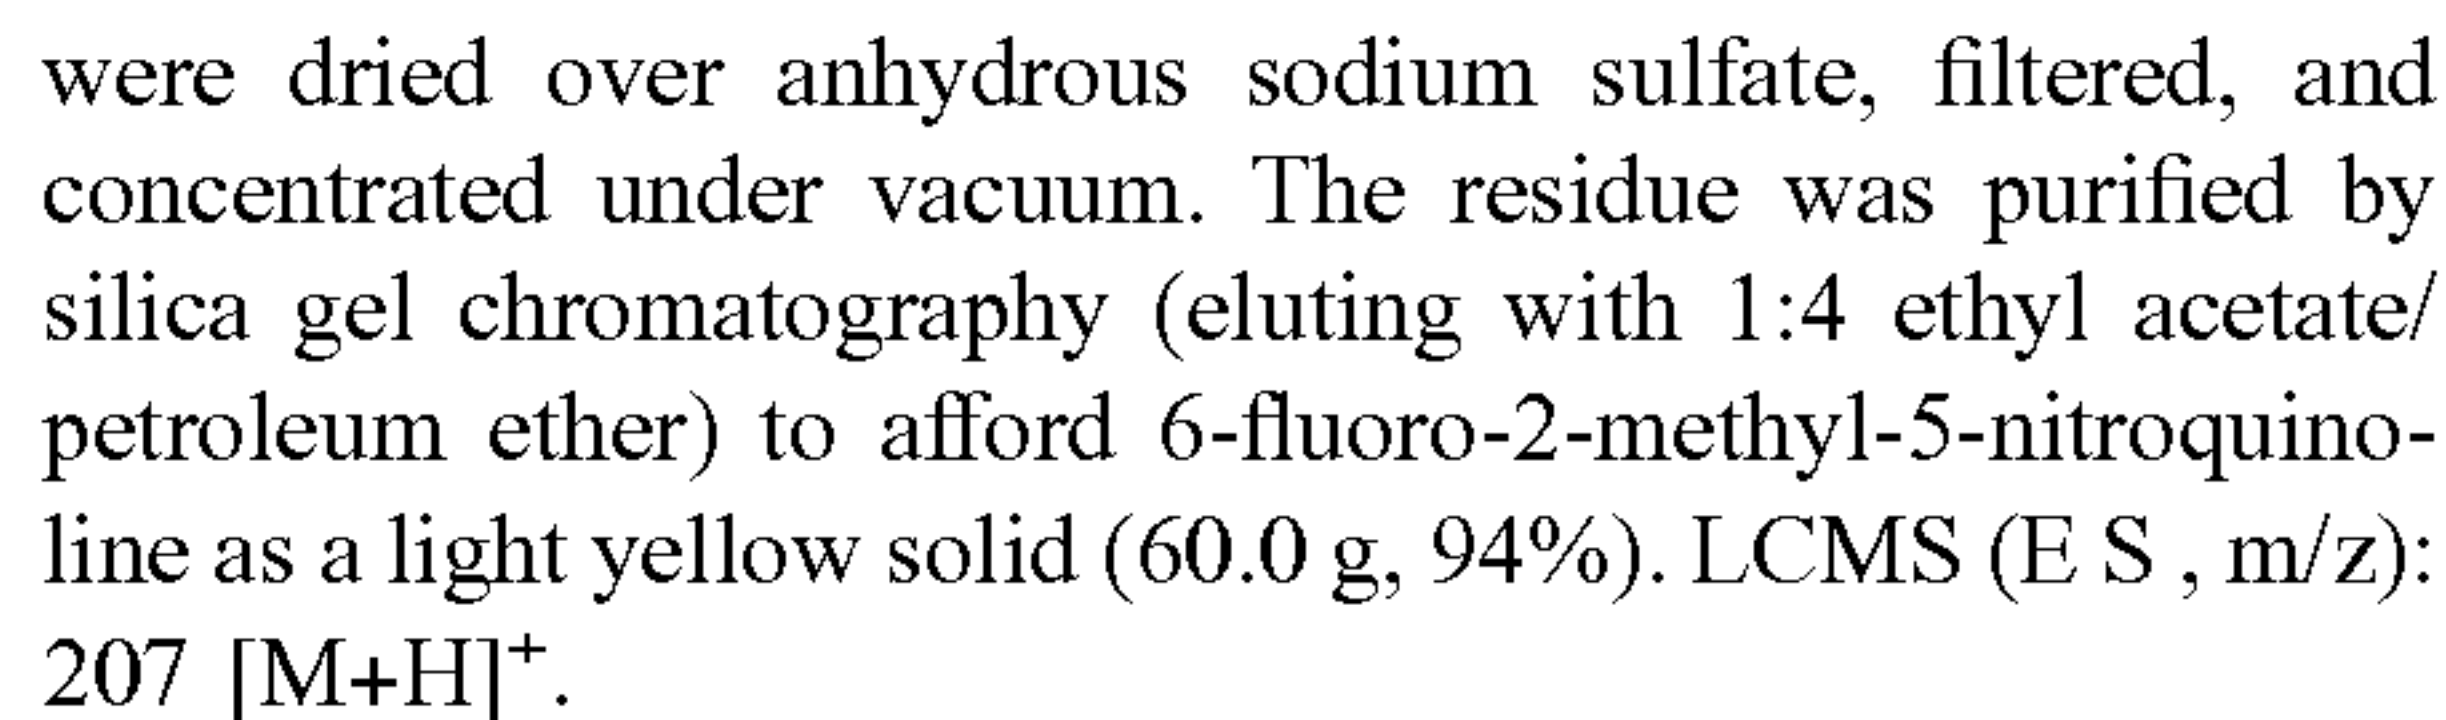 were dried over anhydrous sodium sulfate, filtered, and
concentrated under vacuum. The residue was purified by
silica gel chromatography (eluting with 1:4 ethyl acetate/
petroleum ether) to afford 6-fluoro-2-methyl-5-nitroquino-
line as a light yellow solid (60.0 g, 94%). LCMS (E S , m/z):
207 [M+H]⁺.